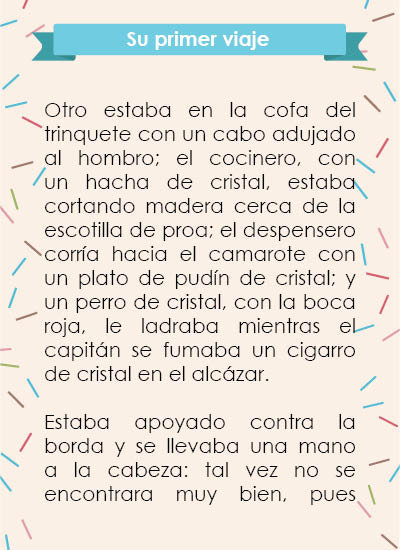 Su primer viaje
Otro estaba en la cofa del
trinquete con un cabo adujado
al hombro; el cocinero, con
un hacha de cristal, estaba
cortando madera cerca de la
escotilla de proa; el despensero
corría hacia el camarote con
un plato de pudín de cristal; y
un perro de cristal, con la boca
roja, le ladraba mientras el
capitán se fumaba un cigarro
de cristal en el alcázar.
Estaba apoyado contra la
borda y se llevaba una mano
a la cabeza: tal vez no se
encontrara muy bien, pues